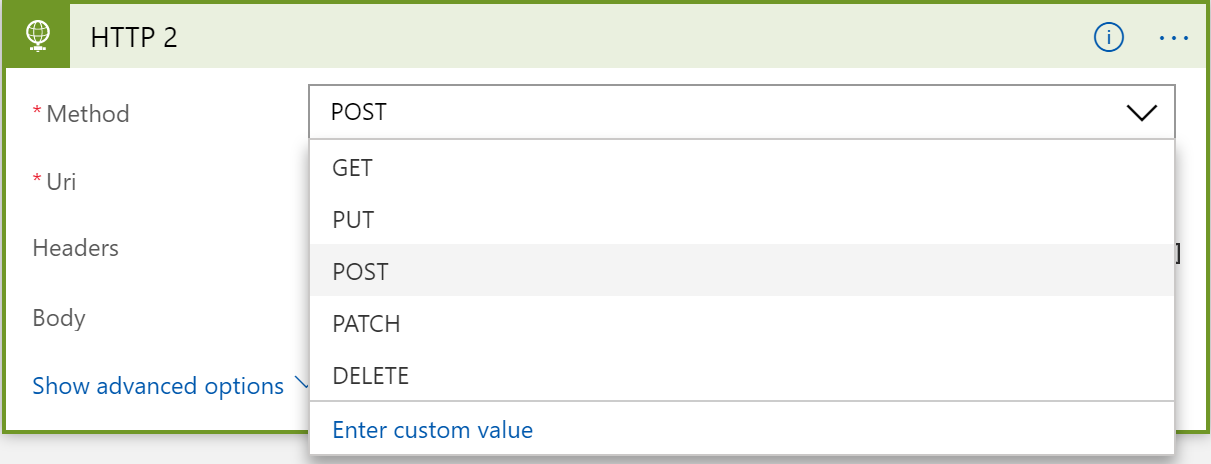 HTTP 2
* Method
POST
GET
* Uri
PUT
Headers
POST
]
Body
PATCH
DELETE
Show advanced options
Enter custom value